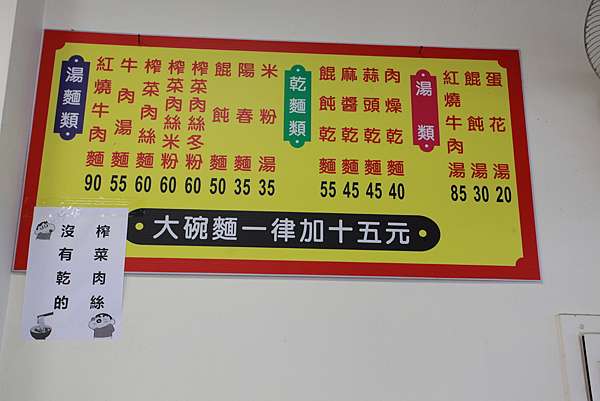 湯麵類
紅燒牛肉麵 90
牛肉湯麵 55
榨菜肉絲麵 60
榨菜肉絲米粉 60
榨菜肉絲冬粉 60
餛飩麵 50
陽春麵 35
米粉湯 35
乾麵類
餛飩乾麵 55
麻醬乾麵 45
蒜頭乾麵 45
肉燥乾麵 40
湯類
紅燒牛肉湯 85
餛飩湯 30
蛋花湯 20
大碗麵一律加十五元
榨菜肉絲
沒有乾的